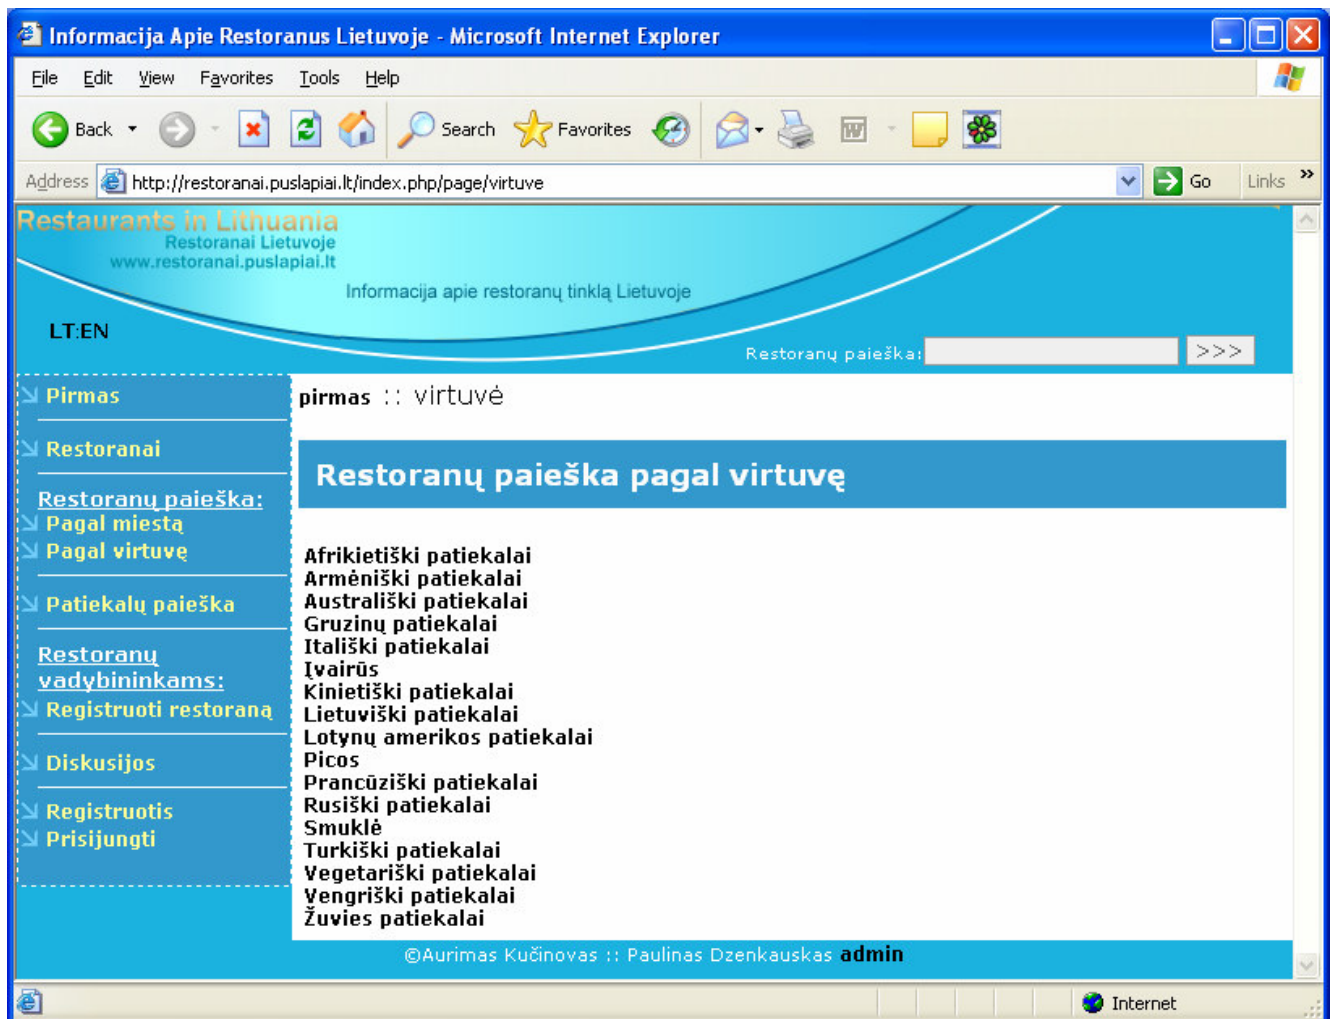 Informacija Apie Restoranus Lietuvoje - Microsoft Internet Explorer
File Edit View Favorites Tools Help
Back Search Favorites
Address http://restoranai.puslapiai.lt/index.php/page/virtuve Go Links »
Restaurants in Lithuania
Restoranai Lietuvoje
www.restoranai.puslapiai.lt
Informacija apie restoranų tinklą Lietuvoje
LT:EN
Restoranų paieška: >>>
Pirmas
Restoranai
Restoranų paieška:
Pagal miestą
Pagal virtuvę
Patiekalų paieška
Restoranų
vadybininkams:
Registruoti restoraną
Diskusijos
Registruotis
Prisijungti
pirmas :: virtuvė
Restoranų paieška pagal virtuvę
Afrikietiški patiekalai
Armėniški patiekalai
Australiški patiekalai
Gruzinų patiekalai
Itališki patiekalai
Įvairūs
Kinietiški patiekalai
Lietuviški patiekalai
Lotynų amerikos patiekalai
Picos
Prancūziški patiekalai
Rusiški patiekalai
Smuklė
Turkiški patiekalai
Vegetariški patiekalai
Vengriški patiekalai
Žuvies patiekalai
©Aurimas Kučinovas :: Paulinas Dzenkauskas admin
Internet